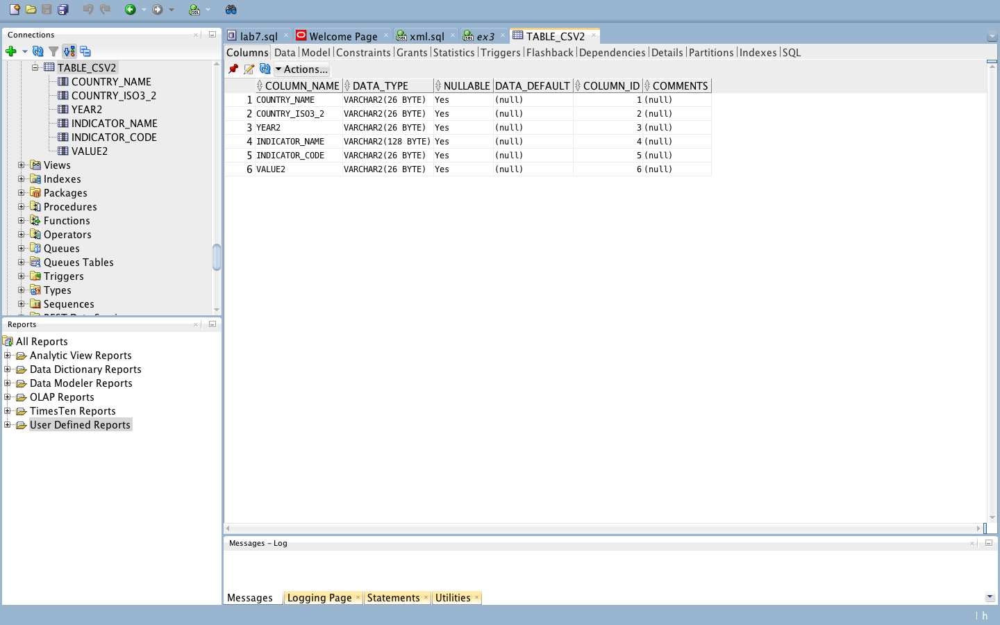 Connections
lab7.sql
Welcome Page
xml.sql
ex3
TABLE_CSV2
Columns Data Model Constraints Grants Statistics Triggers Flashback Dependencies Details Partitions Indexes SQL
Actions...
TABLE_CSV2
COUNTRY_NAME
COUNTRY_ISO3_2
YEAR2
INDICATOR_NAME
INDICATOR_CODE
VALUE2
Views
Indexes
Packages
Procedures
Functions
Operators
Queues
Queues Tables
Triggers
Types
Sequences
COLUMN_NAME DATA_TYPE NULLABLE DATA_DEFAULT COLUMN_ID COMMENTS
1 COUNTRY_NAME VARCHAR2(26 BYTE) Yes (null) 1 (null)
2 COUNTRY_ISO3_2 VARCHAR2(26 BYTE) Yes (null) 2 (null)
3 YEAR2 VARCHAR2(26 BYTE) Yes (null) 3 (null)
4 INDICATOR_NAME VARCHAR2(128 BYTE) Yes (null) 4 (null)
5 INDICATOR_CODE VARCHAR2(26 BYTE) Yes (null) 5 (null)
6 VALUE2 VARCHAR2(26 BYTE) Yes (null) 6 (null)
Reports
All Reports
Analytic View Reports
Data Dictionary Reports
Data Modeler Reports
OLAP Reports
TimesTen Reports
User Defined Reports
Messages - Log
Messages
Logging Page
Statements
Utilities